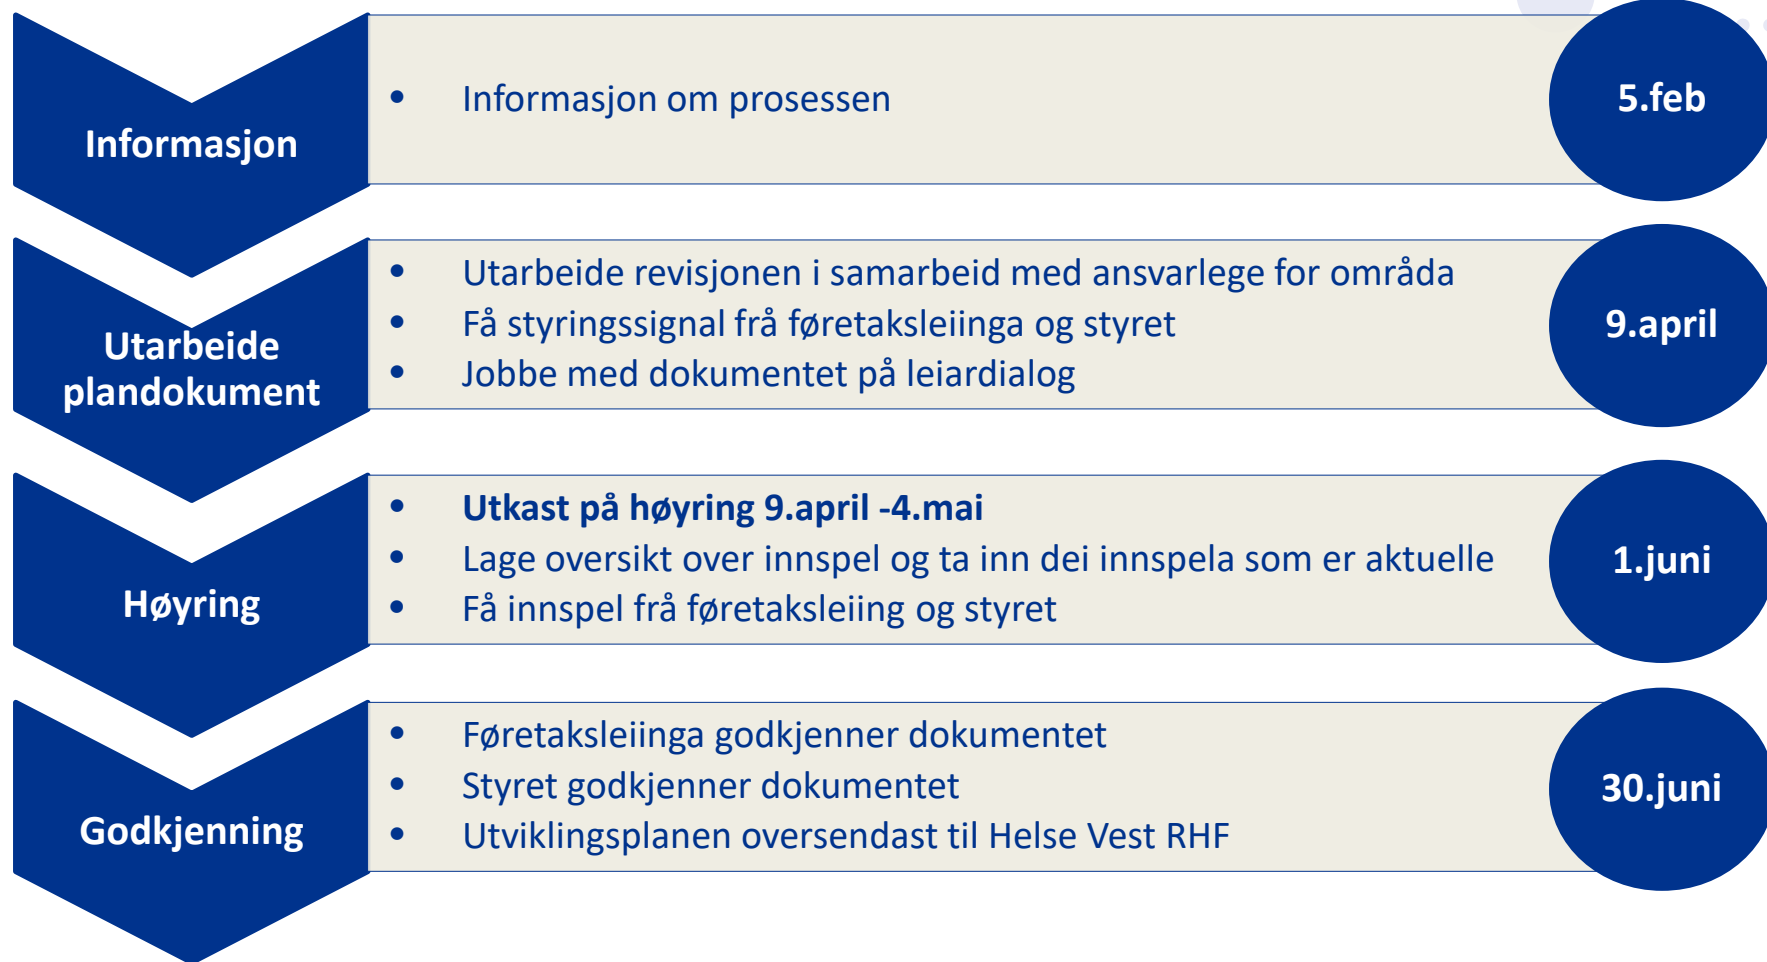 Informasjon
• Informasjon om prosessen
5.feb
Utarbeide
plandokument
• Utarbeide revisjonen i samarbeid med ansvarlege for områda
• Få styringssignal frå føretaksleiinga og styret
• Jobbe med dokumentet på leiardialog
9.april
Høyring
• Utkast på høyring 9.april -4.mai
• Lage oversikt over innspel og ta inn dei innspela som er aktuelle
• Få innspel frå føretaksleiing og styret
1.juni
Godkjenning
• Føretaksleiinga godkjenner dokumentet
• Styret godkjenner dokumentet
• Utviklingsplanen oversendast til Helse Vest RHF
30.juni